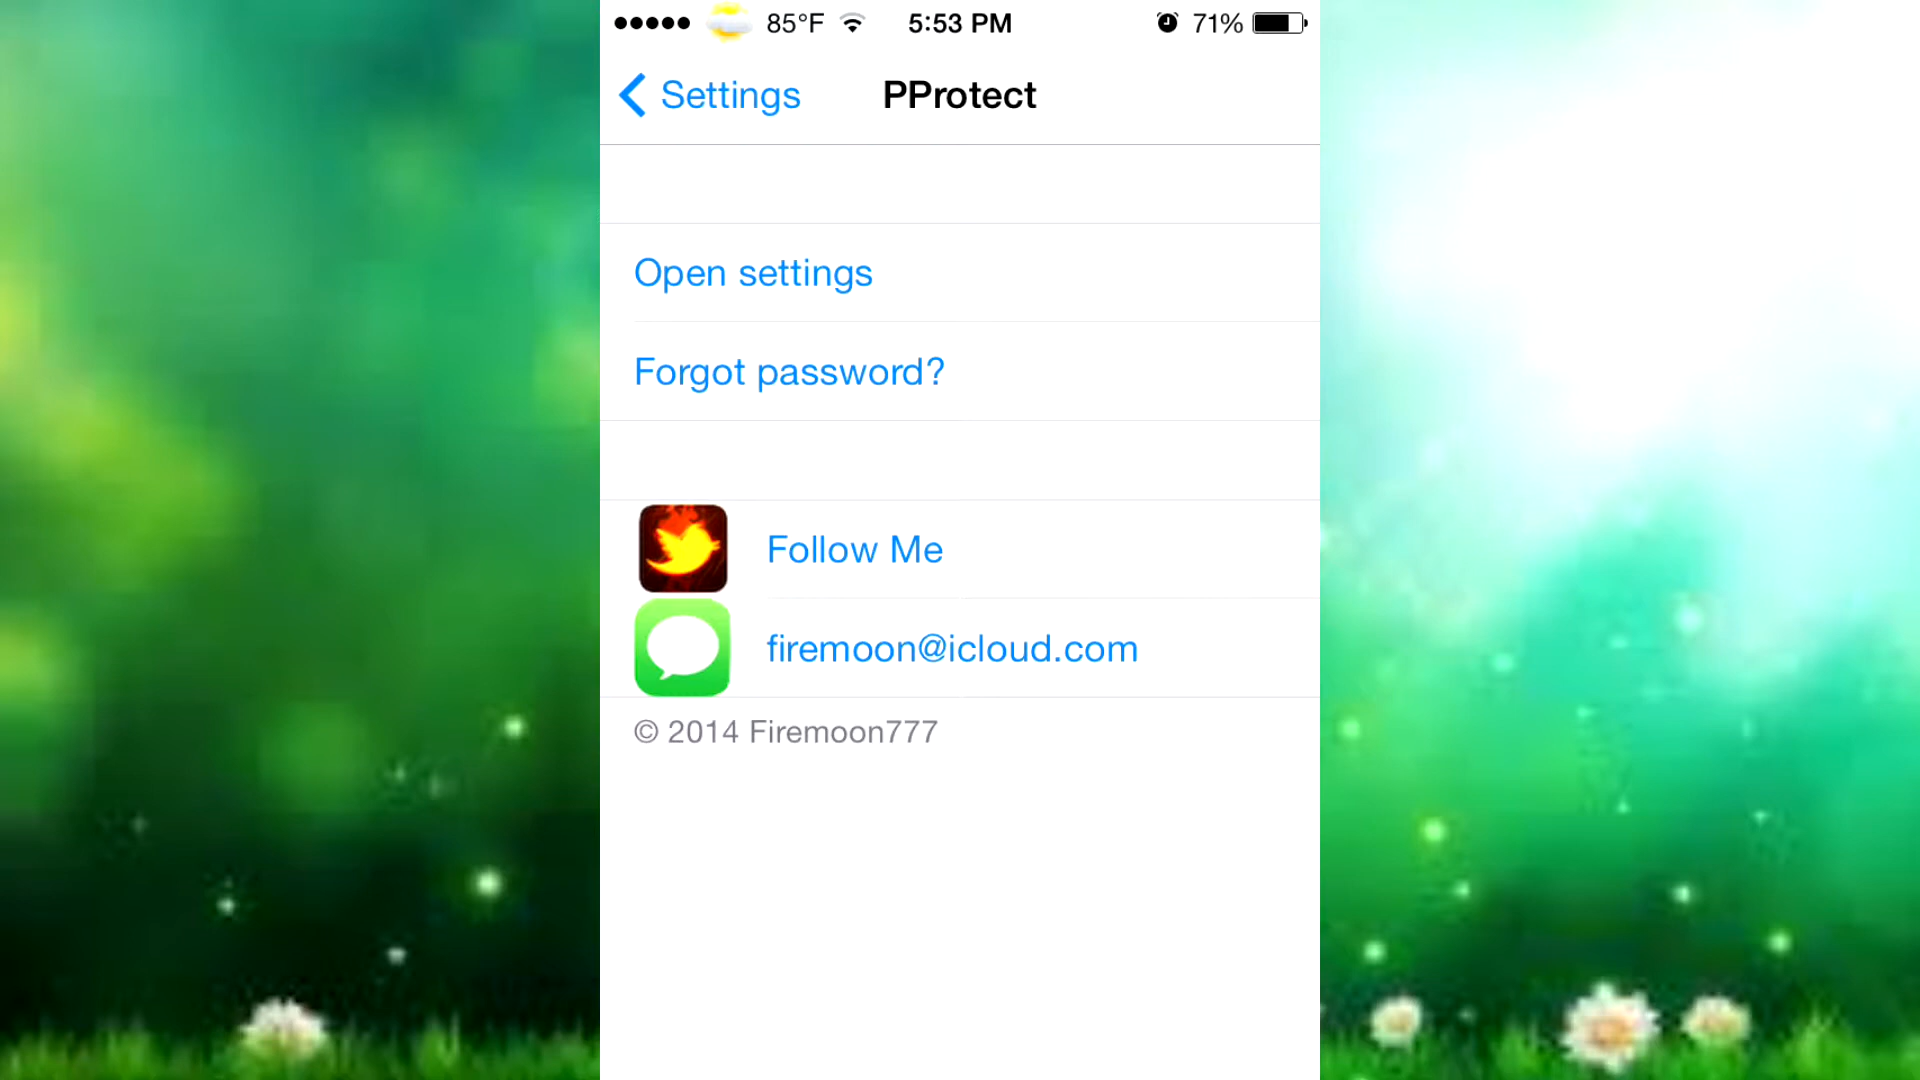 85°F 5:53 PM 71%
Settings PProtect
Open settings
Forgot password?
Follow Me
firemoon@icloud.com
© 2014 Firemoon777